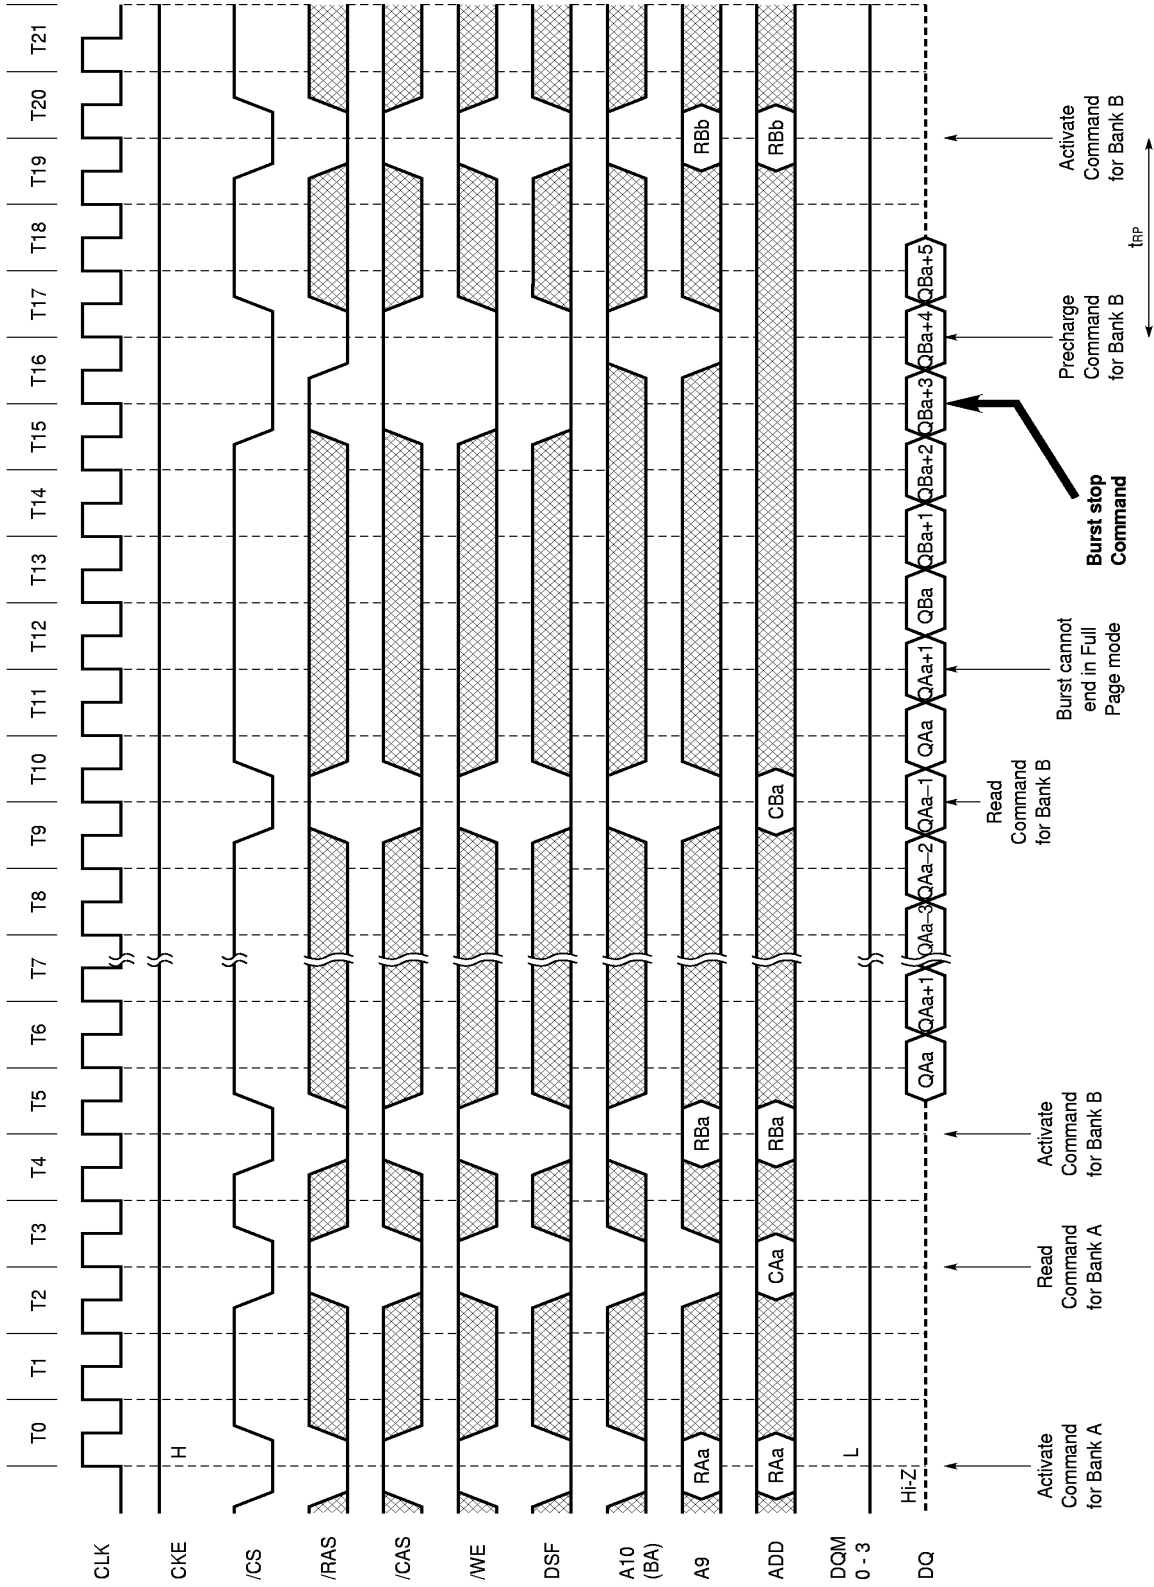 T0
T1
T2
T3
T4
T5
T6
T7
T8
T9
T10
T11
T12
T13
T14
T15
T16
T17
T18
T19
T20
T21
CLK
CKE
H
/CS
/RAS
/CAS
/WE
DSF
A10
(BA)
A9
RAa
RBa
RBb
ADD
RAa
CAa
RBa
CBa
RBb
DQM
0 - 3
L
DQ
Hi-Z
QAa
QAa+1
QAa–3
QAa–2
QAa–1
QAa
QAa+1
QBa
QBa+1
QBa+2
QBa+3
QBa+4
QBa+5
Activate
Command
for Bank A
Read
Command
for Bank A
Activate
Command
for Bank B
Read
Command
for Bank B
Burst cannot
end in Full
Page mode
Burst stop
Command
Precharge
Command
for Bank B
tRP
Activate
Command
for Bank B